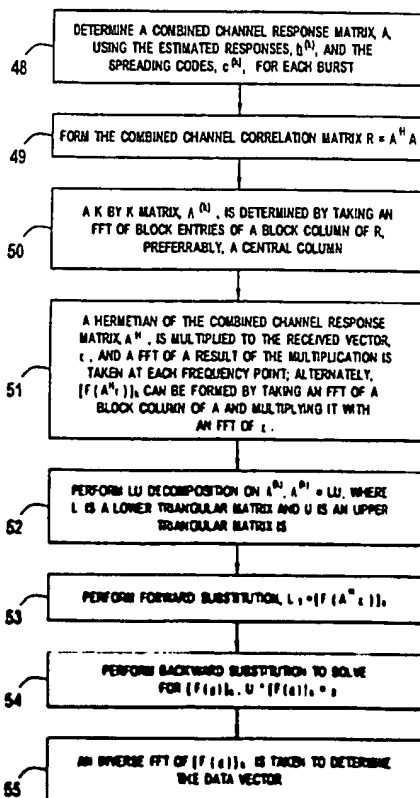 DETERMINE A COMBINED CHANNEL RESPONSE MATRIX, A,
USING THE ESTIMATED RESPONSES, h(k), AND THE
SPREADING CODES, c(k), FOR EACH BURST
48
FORM THE COMBINED CHANNEL CORRELATION MATRIX R = A^H A
49
A K BY K MATRIX, Λ(k), IS DETERMINED BY TAKING AN
FFT OF BLOCK ENTRIES OF A BLOCK COLUMN OF R,
PREFERRABLY, A CENTRAL COLUMN
50
A HERMETIAN OF THE COMBINED CHANNEL RESPONSE
MATRIX, A^H, IS MULTIPLIED TO THE RECEIVED VECTOR,
r, AND A FFT OF A RESULT OF THE MULTIPLICATION IS
TAKEN AT EACH FREQUENCY POINT; ALTERNATELY,
[F(A^H r)]k CAN BE FORMED BY TAKING AN FFT OF A
BLOCK COLUMN OF A AND MULTIPLYING IT WITH
AN FFT OF r.
51
PERFORM LU DECOMPOSITION ON Λ(k), Λ(k) = LU, WHERE
L IS A LOWER TRIANGULAR MATRIX AND U IS AN UPPER
TRIANGULAR MATRIX IS
52
PERFORM FORWARD SUBSTITUTION, L y = [F(A^H r)]k
53
PERFORM BACKWARD SUBSTITUTION TO SOLVE
FOR [F(d)]k, U [F(d)]k = y
54
AN INVERSE FFT OF [F(d)]k IS TAKEN TO DETERMINE
THE DATA VECTOR
55